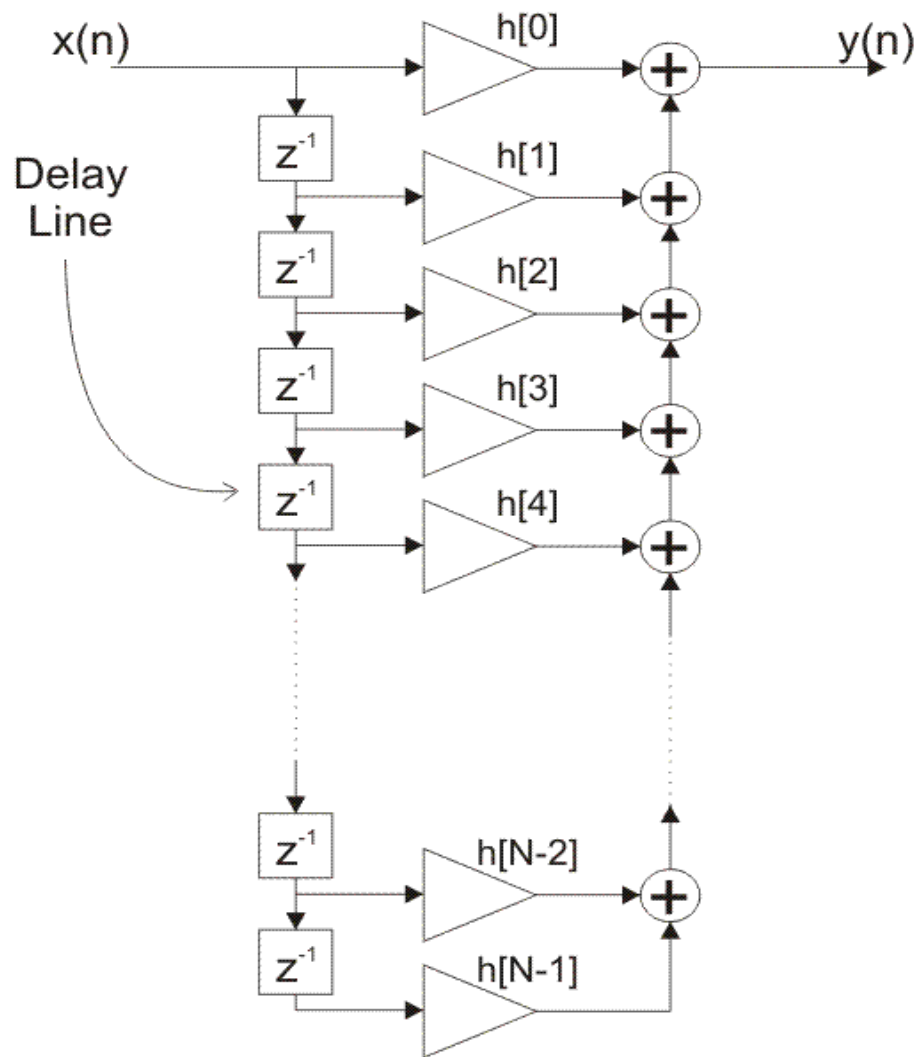 x(n)
h[0]
y(n)
z⁻¹
h[1]
Delay
Line
z⁻¹
h[2]
z⁻¹
h[3]
z⁻¹
h[4]
z⁻¹
h[N-2]
z⁻¹
h[N-1]